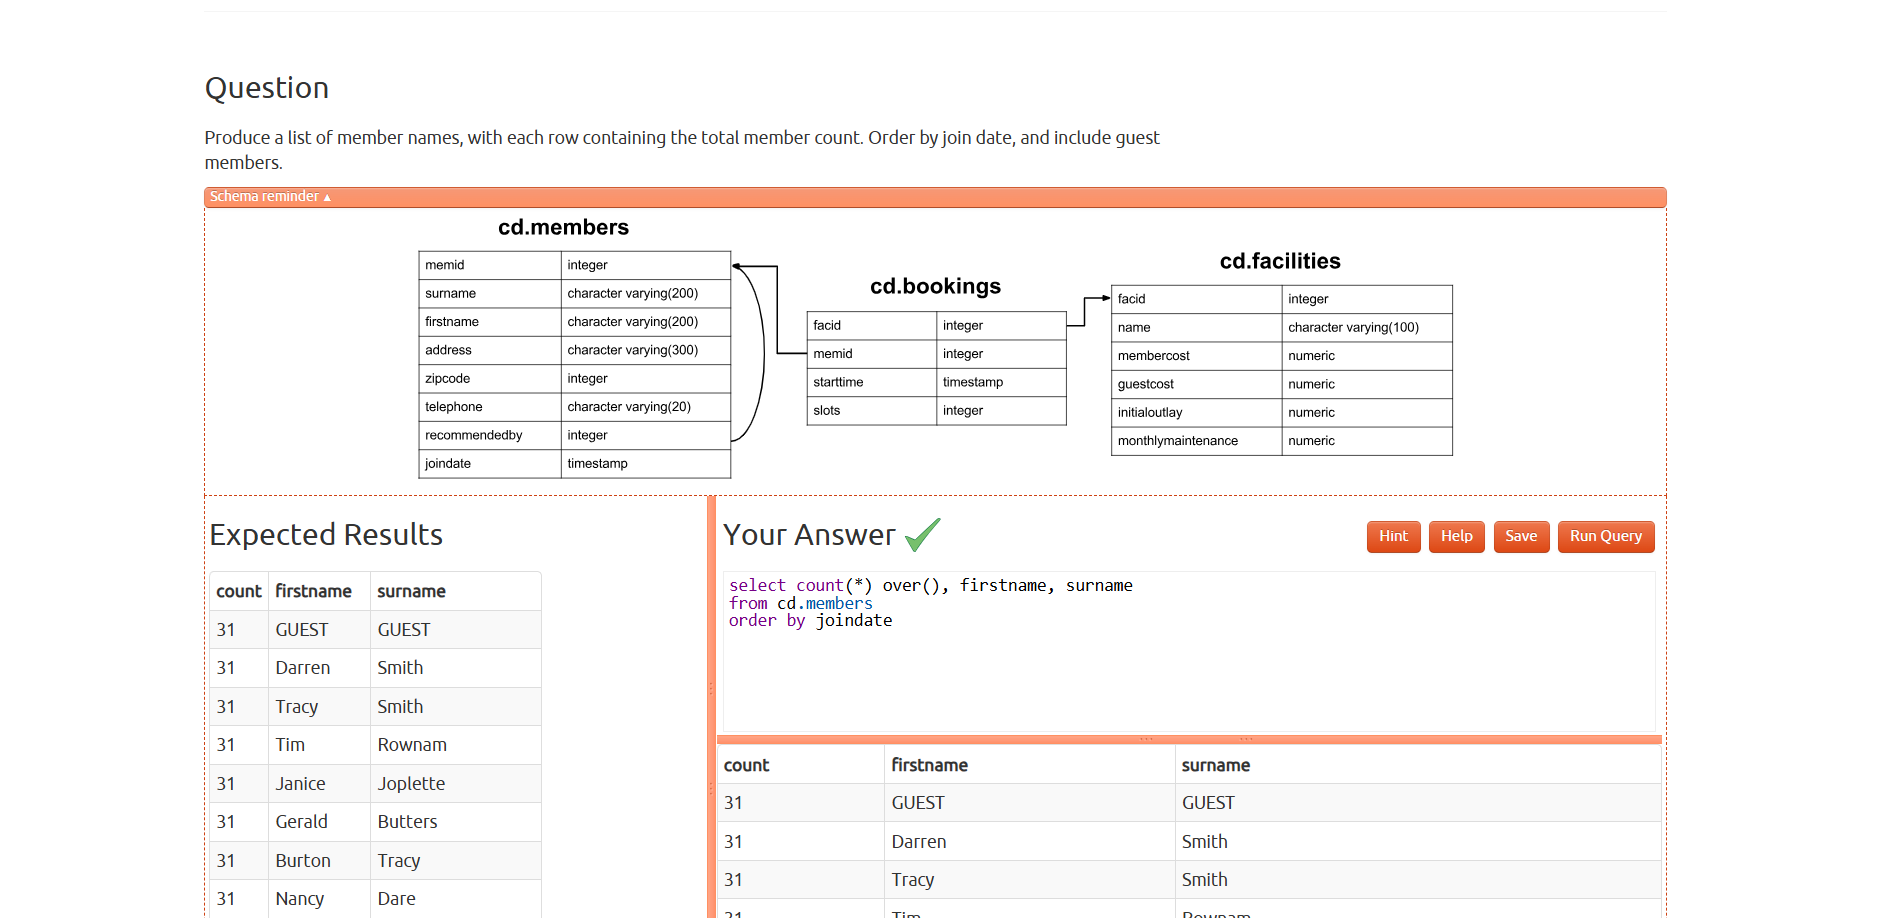 Question
Produce a list of member names, with each row containing the total member count. Order by join date, and include guest
members.
Schema reminder ▲
cd.members
memid integer
surname character varying(200)
firstname character varying(200)
address character varying(300)
zipcode integer
telephone character varying(20)
recommendedby integer
joindate timestamp
cd.bookings
facid integer
memid integer
starttime timestamp
slots integer
cd.facilities
facid integer
name character varying(100)
membercost numeric
guestcost numeric
initialoutlay numeric
monthlymaintenance numeric
Expected Results
count firstname surname
31 GUEST GUEST
31 Darren Smith
31 Tracy Smith
31 Tim Rownam
31 Janice Joplette
31 Gerald Butters
31 Burton Tracy
31 Nancy Dare
Your Answer
Hint Help Save Run Query
select count(*) over(), firstname, surname
from cd.members
order by joindate
count firstname surname
31 GUEST GUEST
31 Darren Smith
31 Tracy Smith
31 Tim Rownam